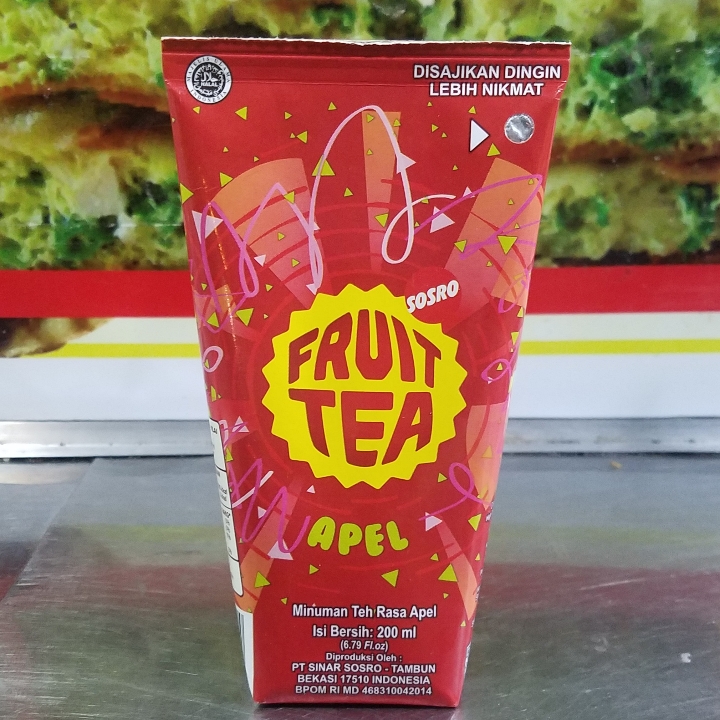 DISAJIKAN DINGIN
LEBIH NIKMAT
HALAL
SOSRO
FRUIT
TEA
APEL
Minuman Teh Rasa Apel
Isi Bersih: 200 ml
(6.79 Fl.oz)
Diproduksi Oleh :
PT SINAR SOSRO - TAMBUN
BEKASI 17510 INDONESIA
BPOM RI MD 468310042014